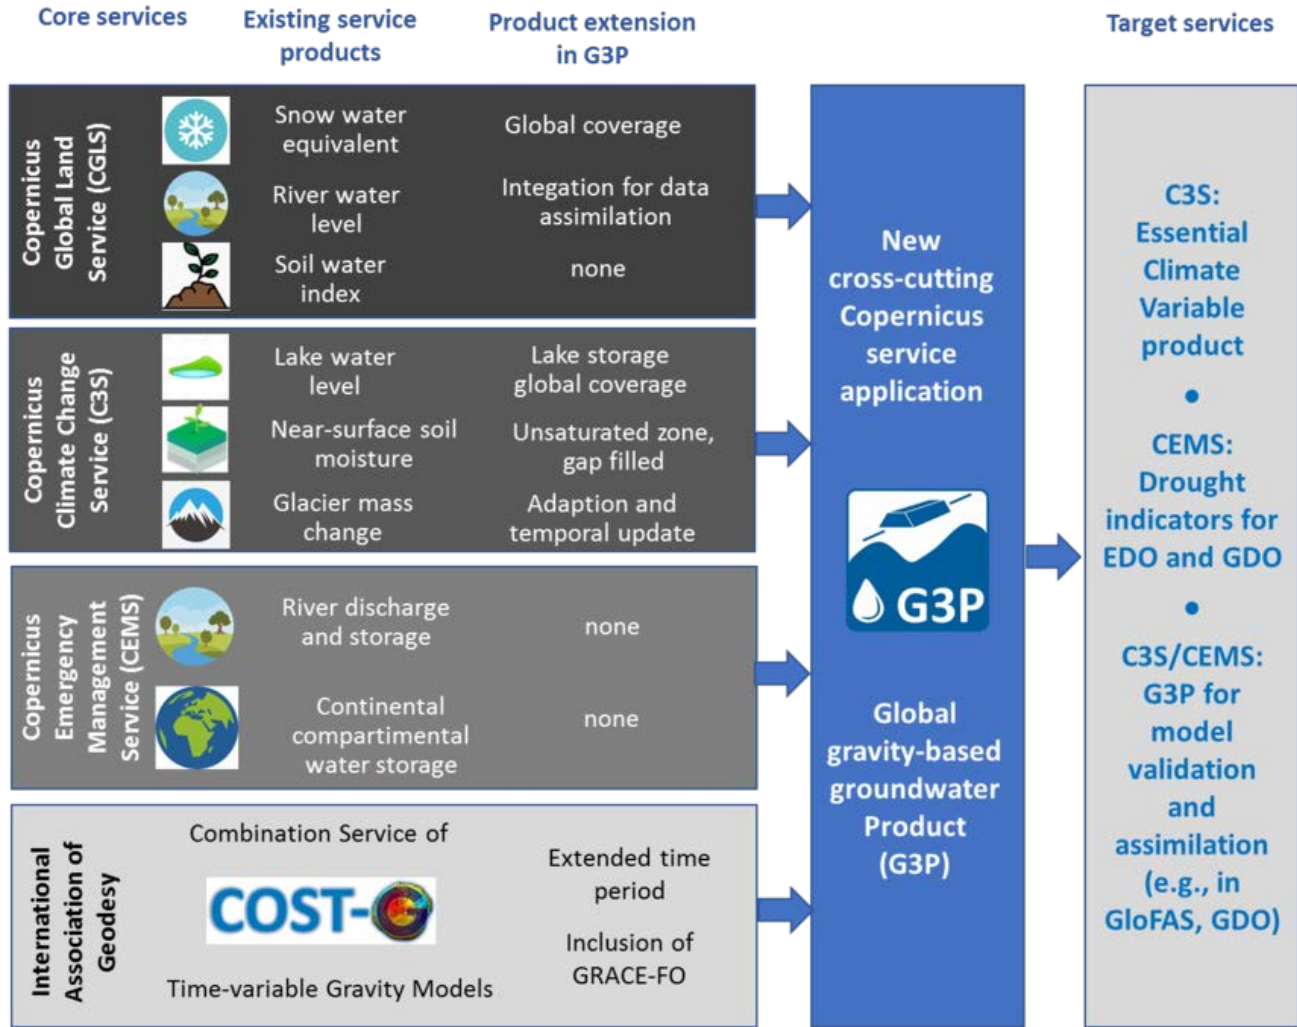 Core services
Existing service
products
Product extension
in G3P
Target services
Copernicus
Global Land
Service (CGLS)
Snow water
equivalent
Global coverage
River water
level
Integation for data
assimilation
Soil water
index
none
Copernicus
Climate Change
Service (C3S)
Lake water
level
Lake storage
global coverage
Near-surface soil
moisture
Unsaturated zone,
gap filled
Glacier mass
change
Adaption and
temporal update
Copernicus
Emergency
Management
Service (CEMS)
River discharge
and storage
none
Continental
compartimental
water storage
none
International
Association of
Geodesy
Combination Service of
COST-G
Time-variable Gravity Models
Extended time
period
Inclusion of
GRACE-FO
New
cross-cutting
Copernicus
service
application
G3P
Global
gravity-based
groundwater
Product
(G3P)
C3S:
Essential
Climate
Variable
product
•
CEMS:
Drought
indicators for
EDO and GDO
•
C3S/CEMS:
G3P for
model
validation
and
assimilation
(e.g., in
GloFAS, GDO)